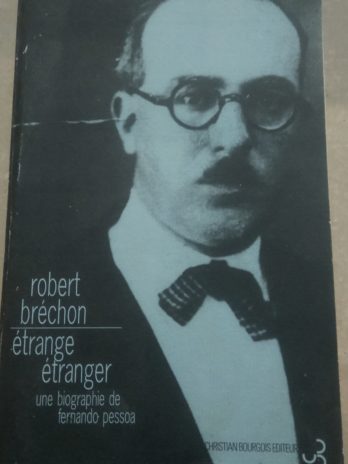 robert
bréchon
étrange
étranger
une biographie de
fernando pessoa
CHRISTIAN BOURGOIS EDITEUR